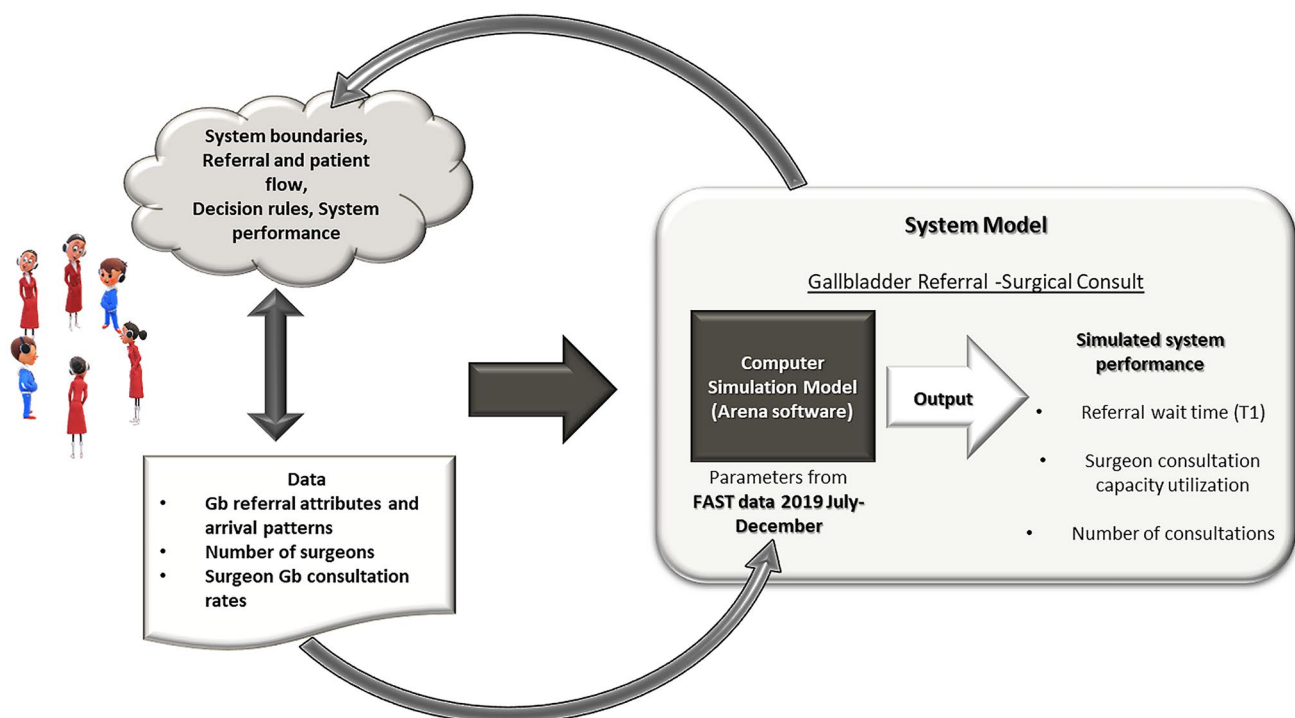 System boundaries,
Referral and patient
flow,
Decision rules, System
performance
Data
• Gb referral attributes and
arrival patterns
• Number of surgeons
• Surgeon Gb consultation
rates
System Model
Gallbladder Referral -Surgical Consult
Computer
Simulation Model
(Arena software)
Parameters from
FAST data 2019 July-
December
Output
Simulated system
performance
• Referral wait time (T1)
• Surgeon consultation
capacity utilization
• Number of consultations